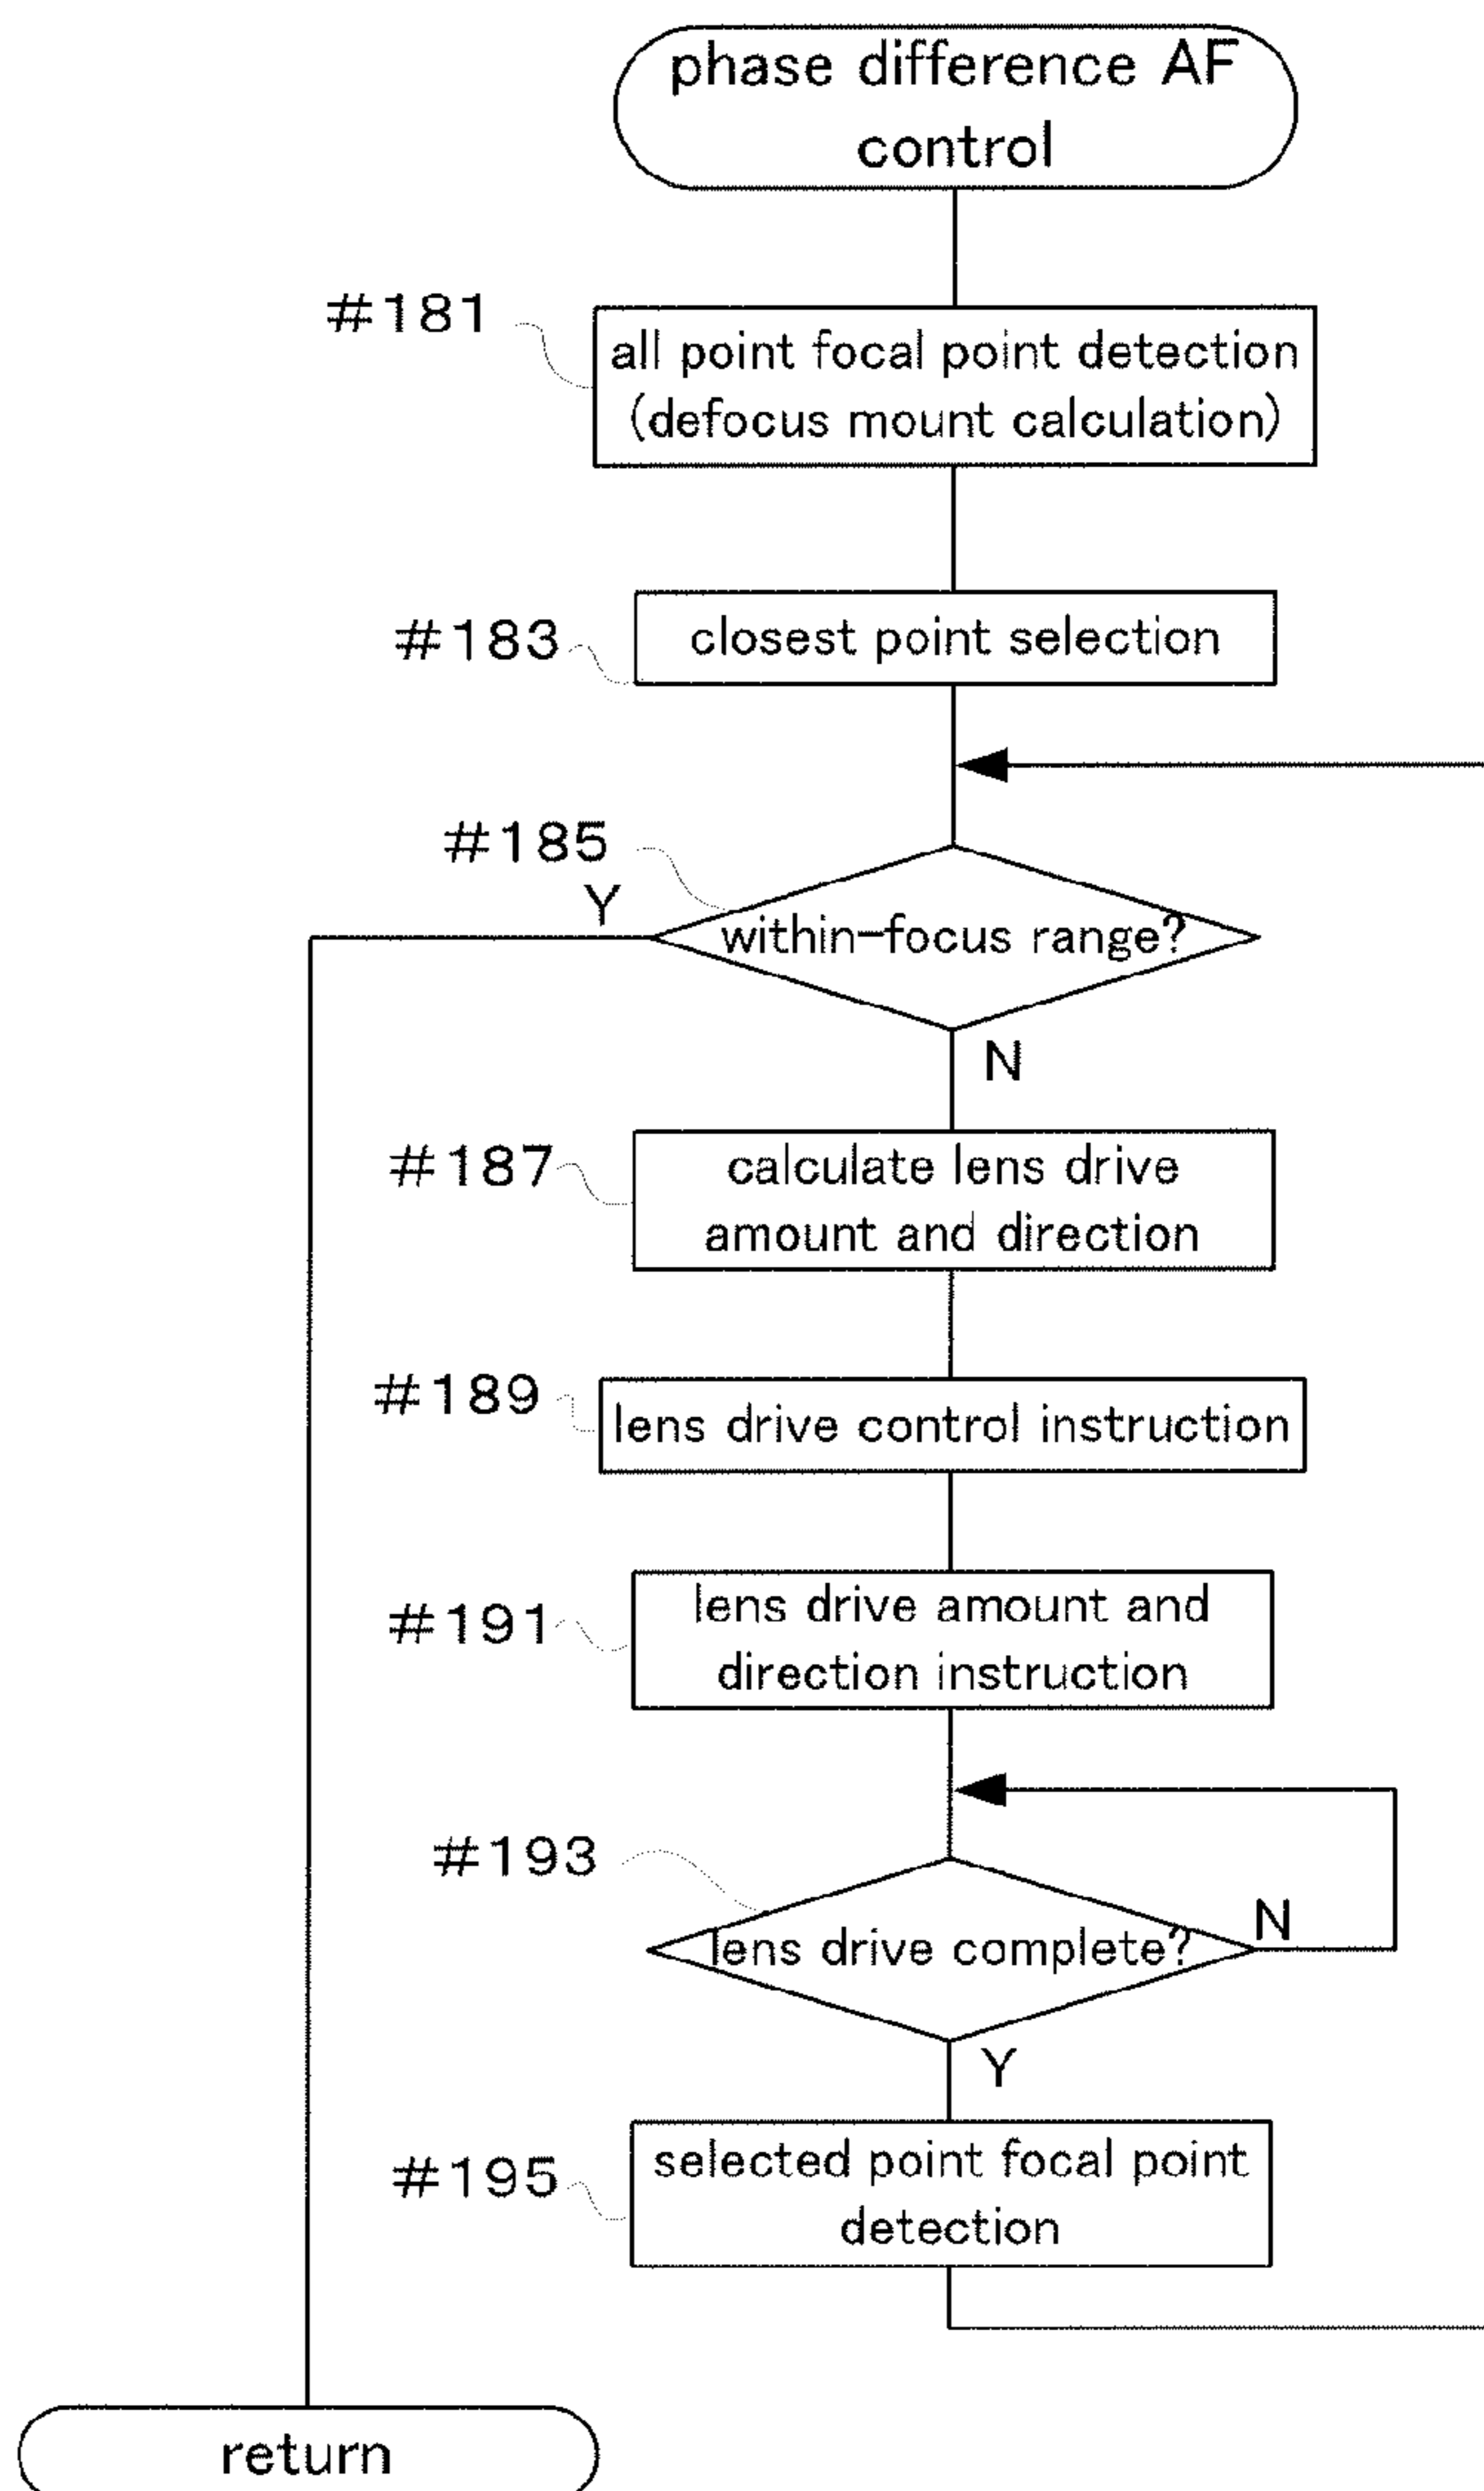 phase difference AF
control
#181
all point focal point detection
(defocus mount calculation)
#183
closest point selection
#185
Y
within-focus range?
N
#187
calculate lens drive
amount and direction
#189
lens drive control instruction
#191
lens drive amount and
direction instruction
#193
lens drive complete?
N
Y
#195
selected point focal point
detection
return